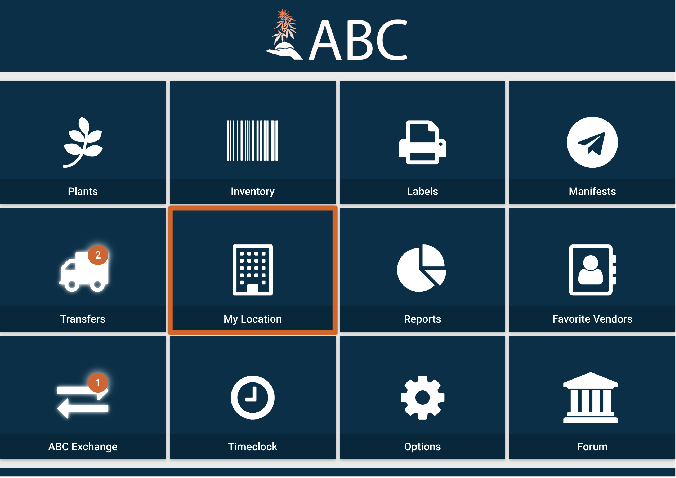 ABC
Plants
Inventory
Labels
Manifests
2
Transfers
My Location
Reports
Favorite Vendors
1
ABC Exchange
Timeclock
Options
Forum